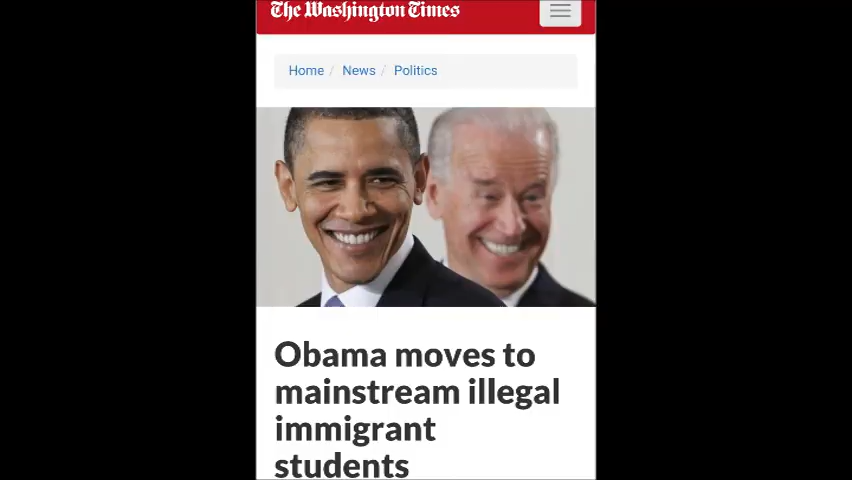 The Washington Times
Home / News / Politics
Obama moves to
mainstream illegal
immigrant
students